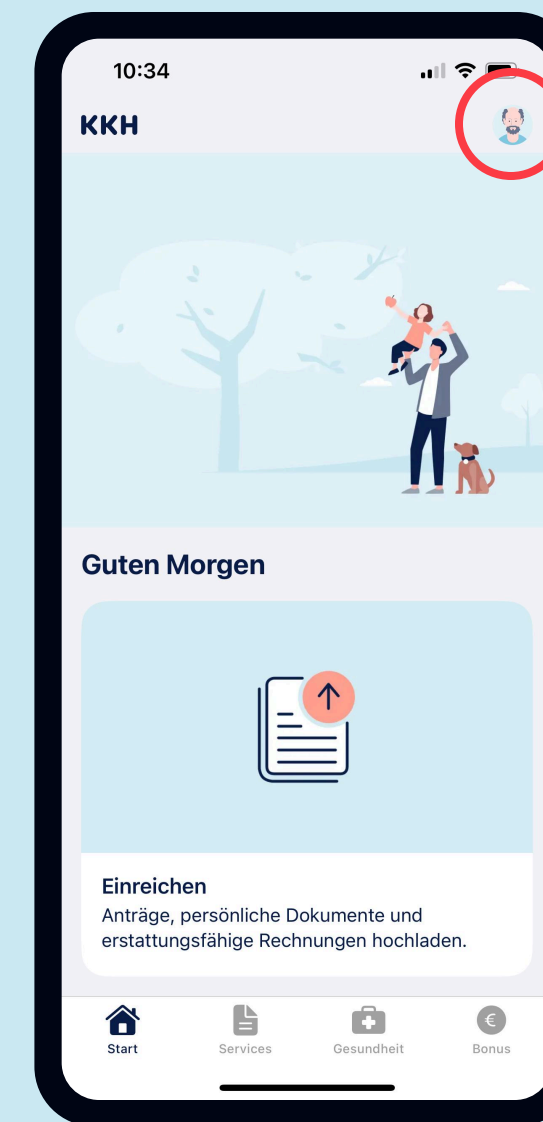 10:34
KKH
Guten Morgen
Einreichen
Anträge, persönliche Dokumente und
erstattungsfähige Rechnungen hochladen.
Start
Services
Gesundheit
Bonus